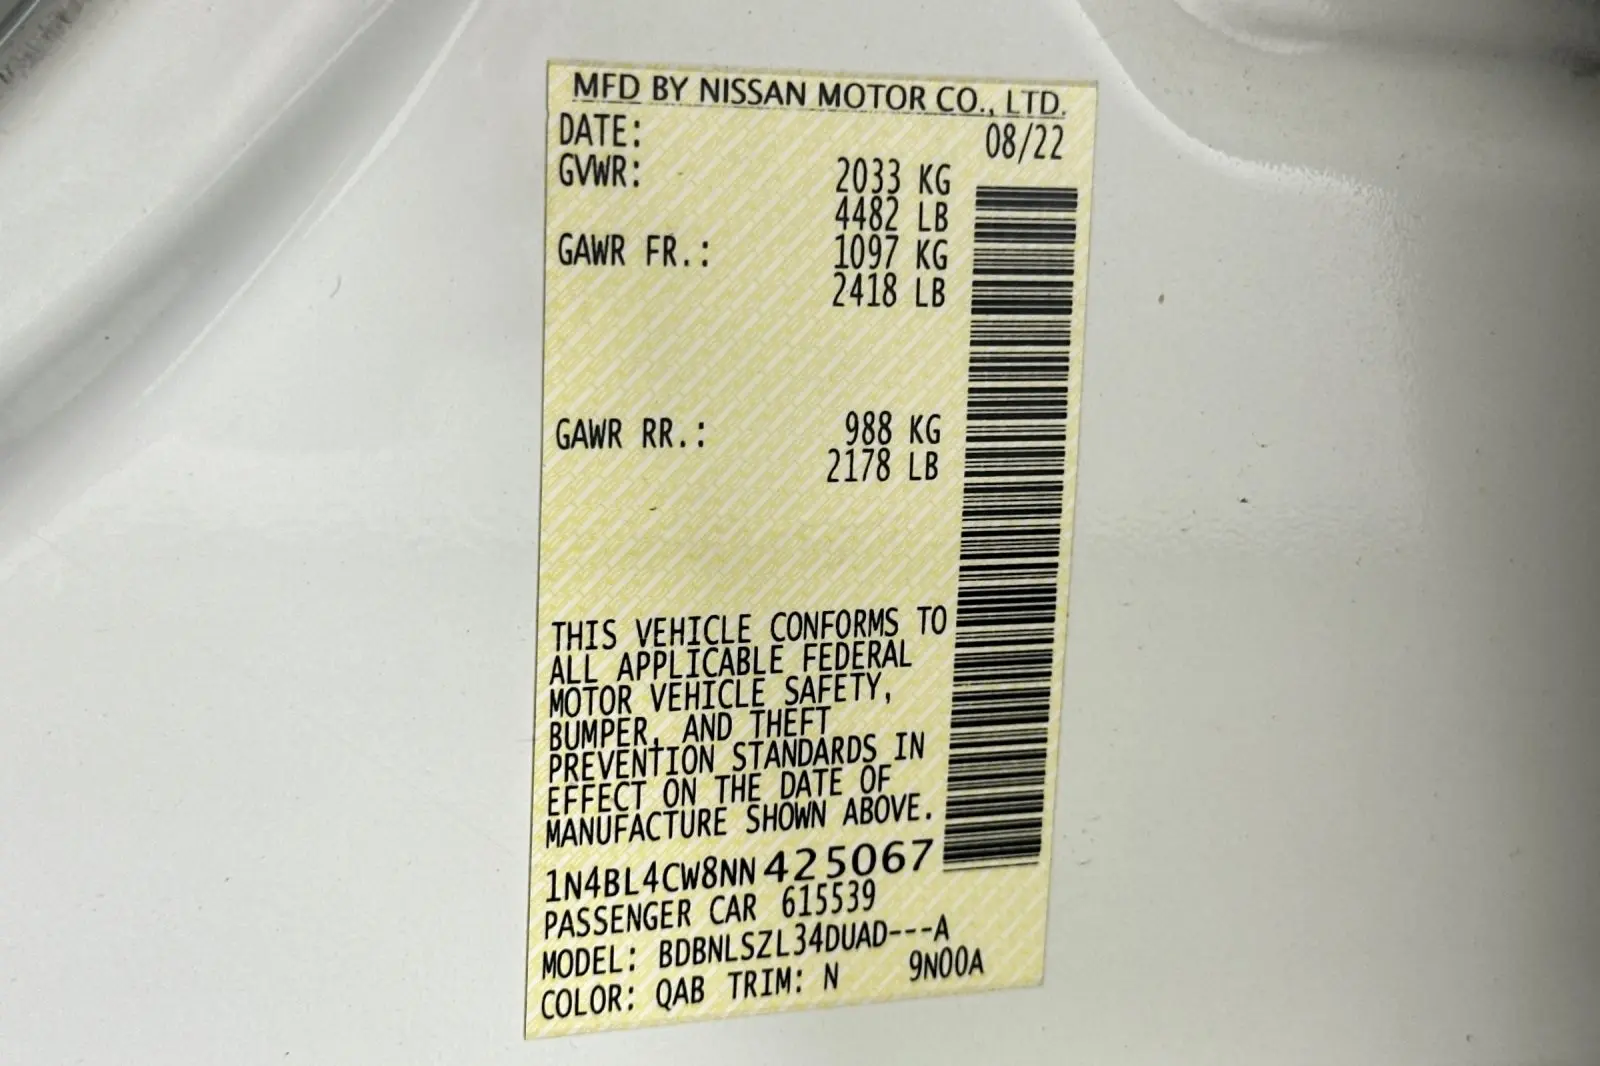 MFD BY NISSAN MOTOR CO., LTD.
DATE: 08/22
GVWR: 2033 KG
4482 LB
GAWR FR.: 1097 KG
2418 LB
GAWR RR.: 988 KG
2178 LB
THIS VEHICLE CONFORMS TO
ALL APPLICABLE FEDERAL
MOTOR VEHICLE SAFETY,
BUMPER, AND THEFT
PREVENTION STANDARDS IN
EFFECT ON THE DATE OF
MANUFACTURE SHOWN ABOVE.
1N4BL4CW8NN425067
PASSENGER CAR 615539
MODEL: BDBNLSZL34DUAD---A
COLOR: QAB TRIM: N 9N00A